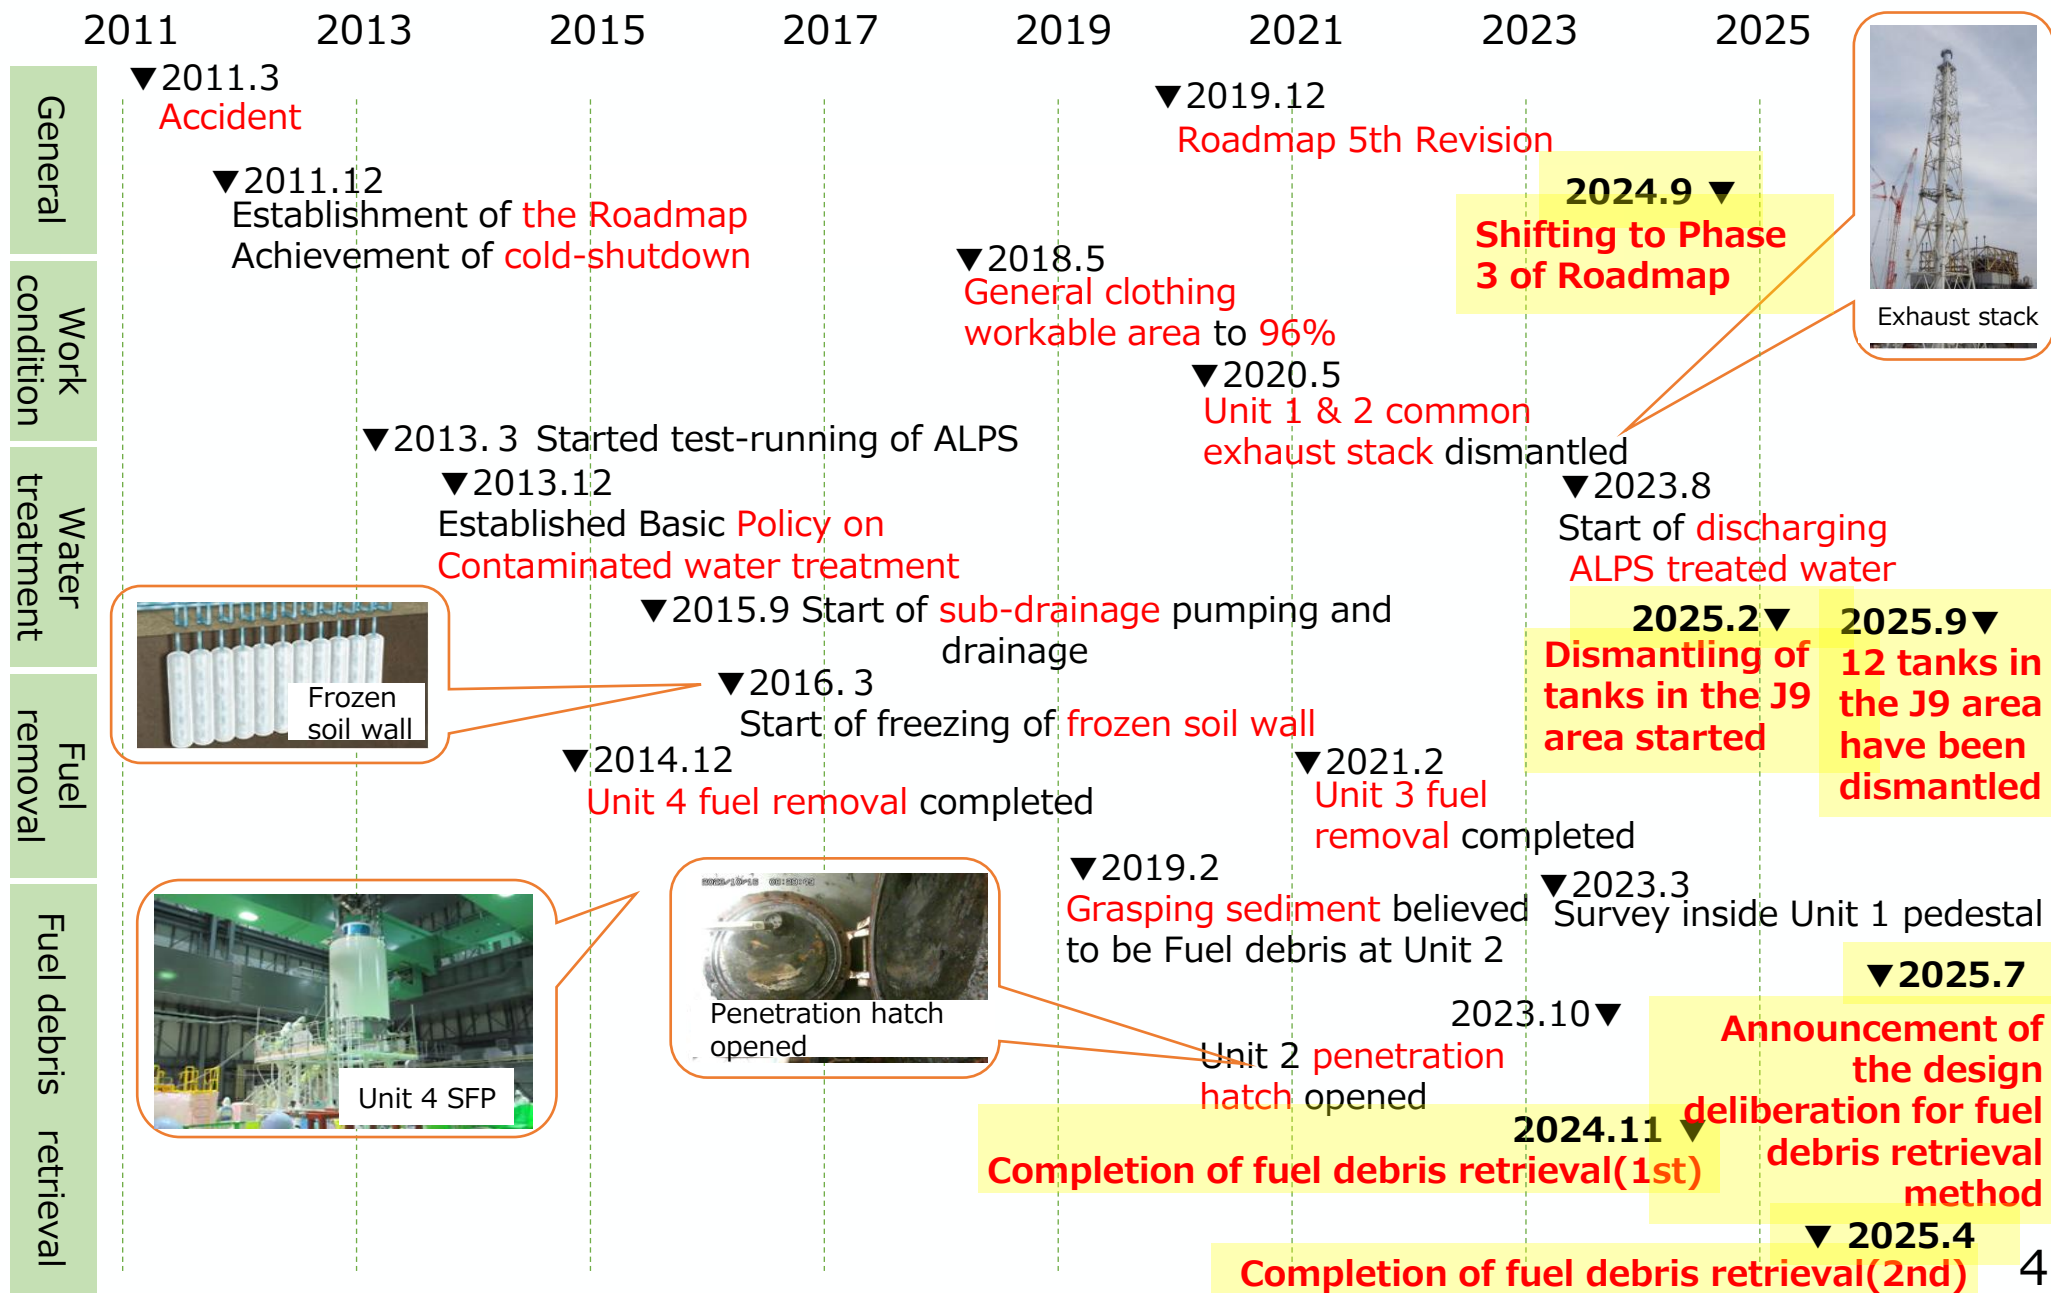 2011 2013 2015 2017 2019 2021 2023 2025
General
▼2011.3
Accident
▼2011.12
Establishment of the Roadmap
Achievement of cold-shutdown
▼2019.12
Roadmap 5th Revision
2024.9 ▼
Shifting to Phase
3 of Roadmap
Exhaust stack
Work
condition
▼2018.5
General clothing
workable area to 96%
▼2020.5
Unit 1 & 2 common
exhaust stack dismantled
Water
treatment
▼2013. 3 Started test-running of ALPS
▼2013.12
Established Basic Policy on
Contaminated water treatment
▼2015.9 Start of sub-drainage pumping and
drainage
▼2016. 3
Start of freezing of frozen soil wall
Frozen
soil wall
▼2023.8
Start of discharging
ALPS treated water
2025.2▼
Dismantling of
tanks in the J9
area started
2025.9▼
12 tanks in
the J9 area
have been
dismantled
Fuel
removal
▼2014.12
Unit 4 fuel removal completed
▼2021.2
Unit 3 fuel
removal completed
Unit 4 SFP
Fuel debris retrieval
▼2019.2
Grasping sediment believed
to be Fuel debris at Unit 2
▼2023.3
Survey inside Unit 1 pedestal
Penetration hatch
opened
2023.10▼
Unit 2 penetration
hatch opened
2024.11 ▼
Completion of fuel debris retrieval(1st)
▼2025.7
Announcement of
the design
deliberation for fuel
debris retrieval
method
▼ 2025.4
Completion of fuel debris retrieval(2nd)
4